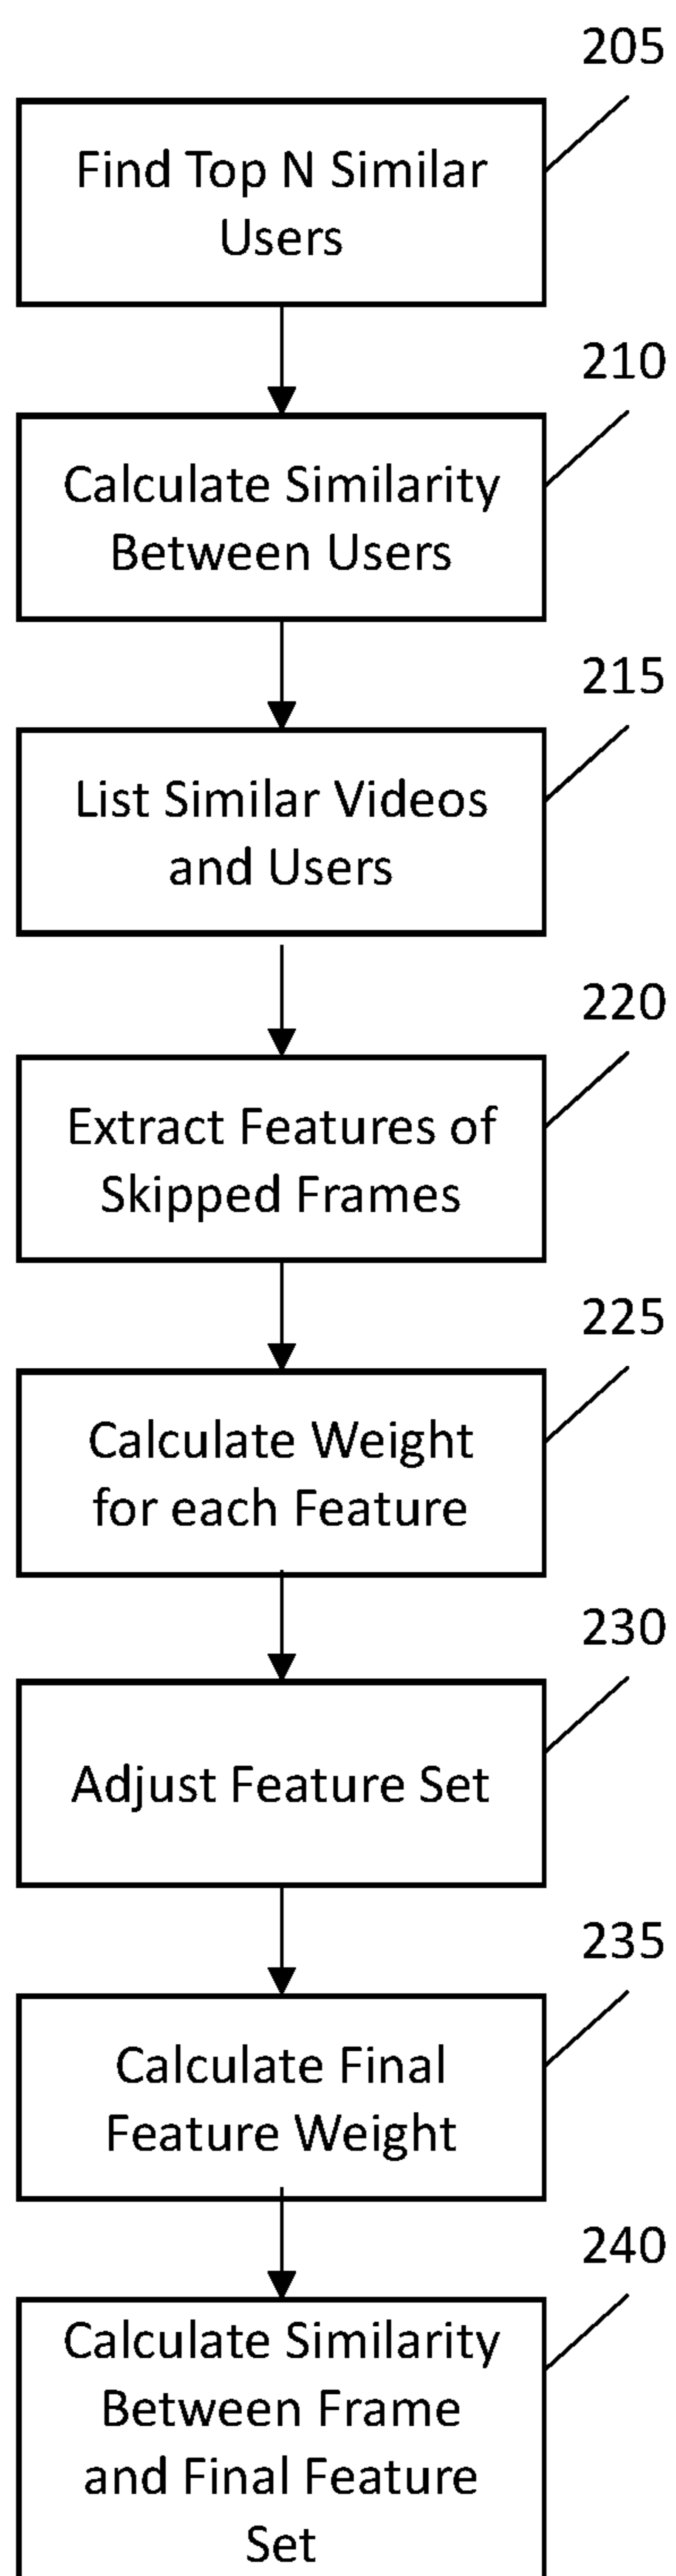 205
Find Top N Similar
Users
210
Calculate Similarity
Between Users
215
List Similar Videos
and Users
220
Extract Features of
Skipped Frames
225
Calculate Weight
for each Feature
230
Adjust Feature Set
235
Calculate Final
Feature Weight
240
Calculate Similarity
Between Frame
and Final Feature
Set